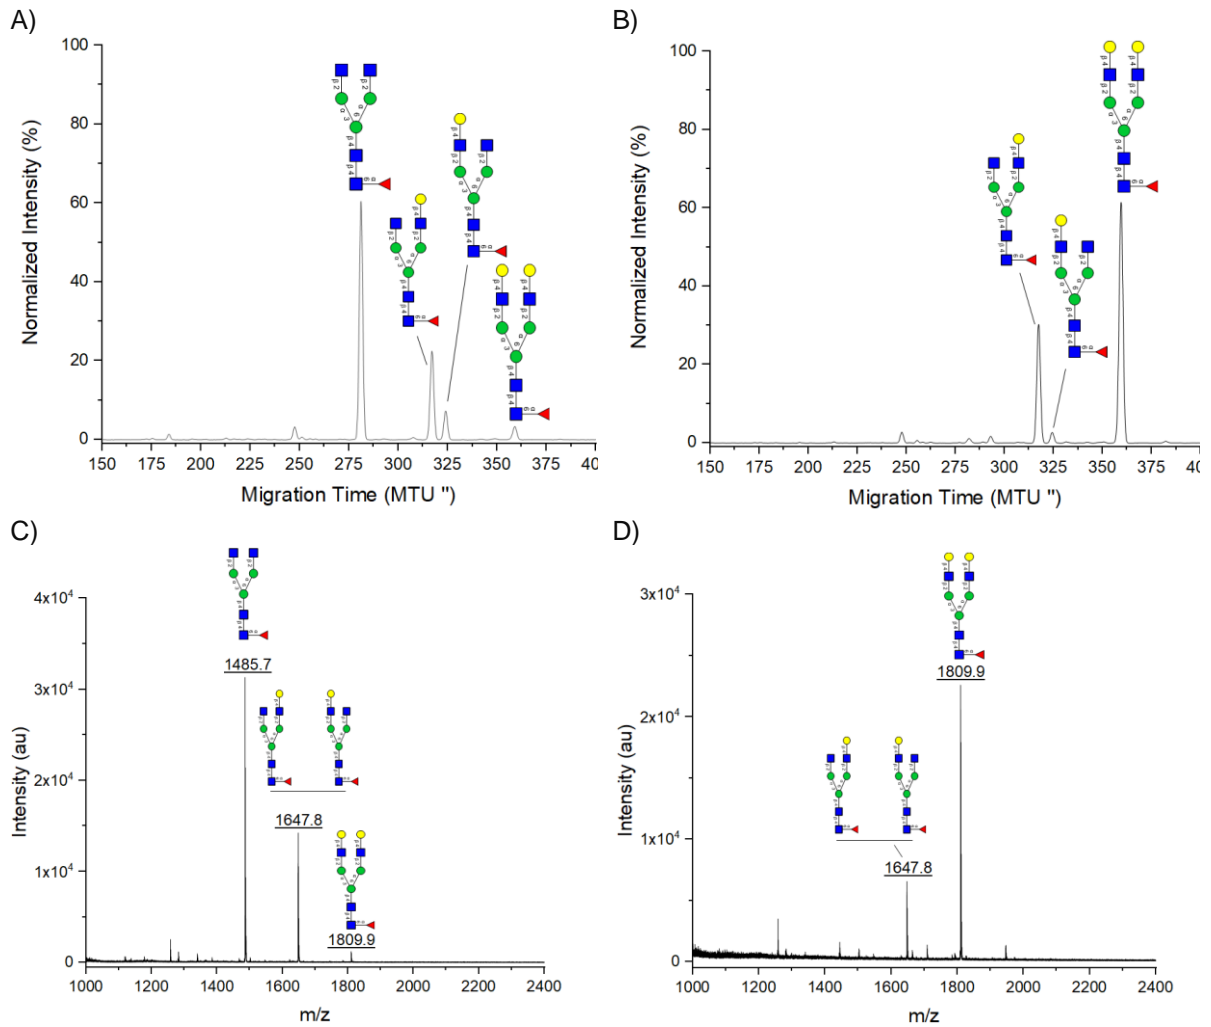 A)
100
80
60
40
20
0
Normalized Intensity (%)
150 175 200 225 250 275 300 325 350 375 40
Migration Time (MTU ")
B)
100
80
60
40
20
0
Normalized Intensity (%)
150 175 200 225 250 275 300 325 350 375 40
Migration Time (MTU ")
C)
4x10⁴
3x10⁴
2x10⁴
1x10⁴
0
Intensity (au)
1485.7
1647.8
1809.9
1000 1200 1400 1600 1800 2000 2200 2400
m/z
D)
3x10⁴
2x10⁴
1x10⁴
0
Intensity (au)
1809.9
1647.8
1000 1200 1400 1600 1800 2000 2200 2400
m/z